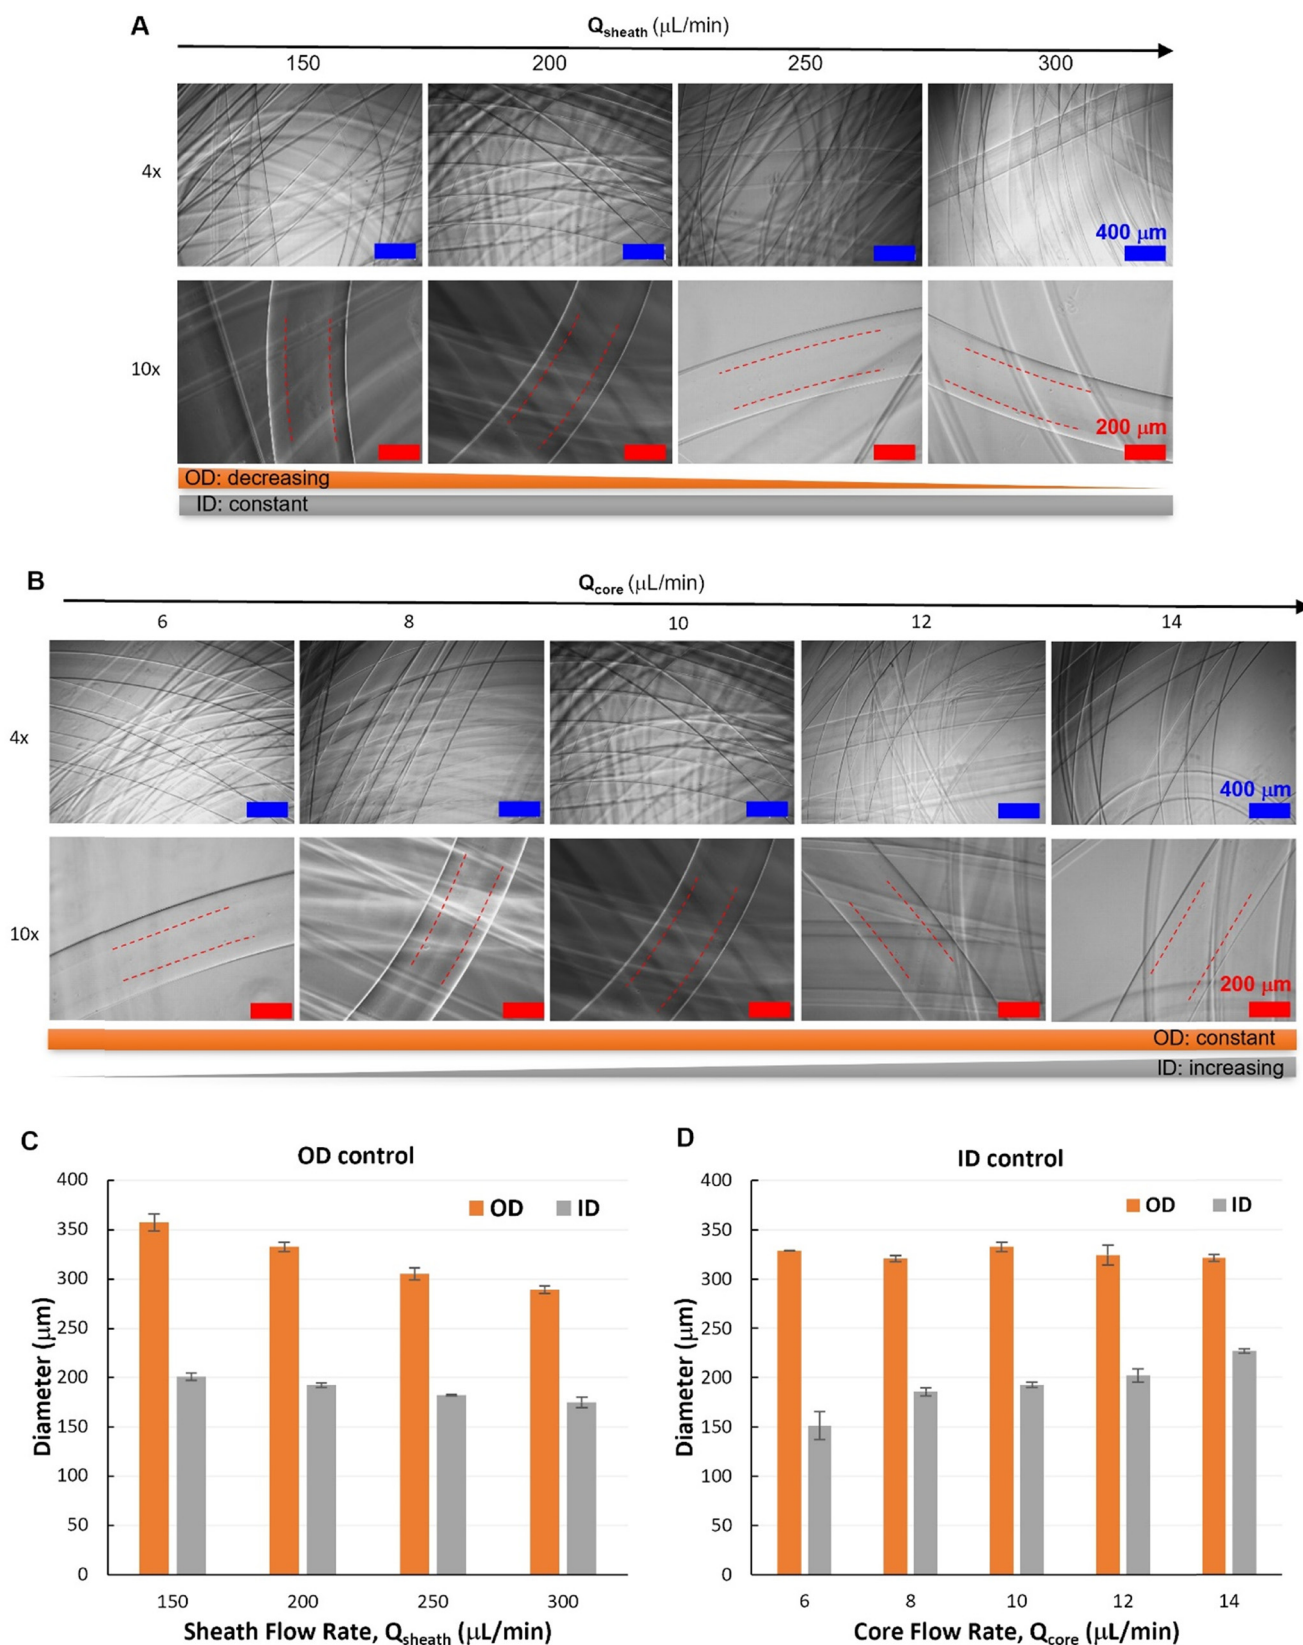 A
Qsheath (μL/min)
150 200 250 300
4x
400 μm
10x
200 μm
OD: decreasing
ID: constant
B
Qcore (μL/min)
6 8 10 12 14
4x
400 μm
10x
200 μm
OD: constant
ID: increasing
C
OD control
OD ID
400
350
300
250
200
150
100
50
0
Diameter (μm)
150 200 250 300
Sheath Flow Rate, Qsheath (μL/min)
D
ID control
OD ID
400
350
300
250
200
150
100
50
0
Diameter (μm)
6 8 10 12 14
Core Flow Rate, Qcore (μL/min)